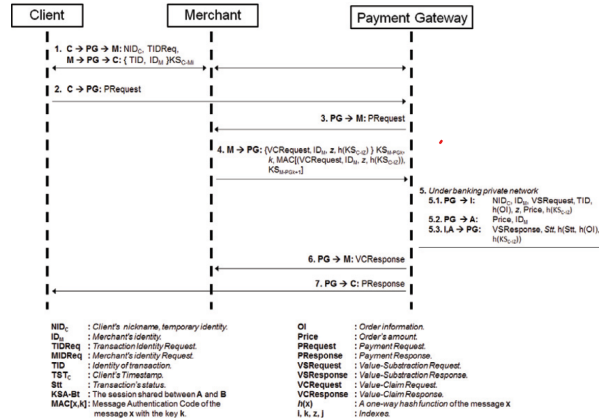 Client
Merchant
Payment Gateway
1. C → PG → M: NIDC, TIDReq,
M → PG → C: { TID, IDM }KSC-Mi
2. C → PG: PRequest
3. PG → M: PRequest
4. M → PG: {VCRequest, IDM, z, h(KSC-Iz) } KSM-PGk,
k, MAC[(VCRequest, IDM, z, h(KSC-Iz)),
KSM-PGk+1]
5. Under banking private network
5.1. PG → I: NIDC, IDM, VSRequest, TID,
h(OI), z, Price, h(KSC-Iz)
5.2. PG → A: Price, IDM
5.3. I,A → PG: VSResponse, Stt, h(Stt, h(OI),
h(KSC-Iz))
6. PG → M: VCResponse
7. PG → C: PResponse
NIDC : Client's nickname, temporary identity.
IDM : Merchant's identity.
TIDReq : Transaction Identity Request.
MIDReq : Merchant's identity Request.
TID : Identity of transaction.
TSTC : Client's Timestamp.
Stt : Transaction's status.
KSA-Bt : The session shared between A and B
MAC[x,k] : Message Authentication Code of the
message x with the key k.
OI : Order information.
Price : Order's amount.
PRequest : Payment Request.
PResponse : Payment Response.
VSRequest : Value-Substraction Request.
VSResponse : Value-Substraction Response.
VCRequest : Value-Claim Request.
VCResponse : Value-Claim Response.
h(x) : A one-way hash function of the message x
i, k, z, j : Indexes.